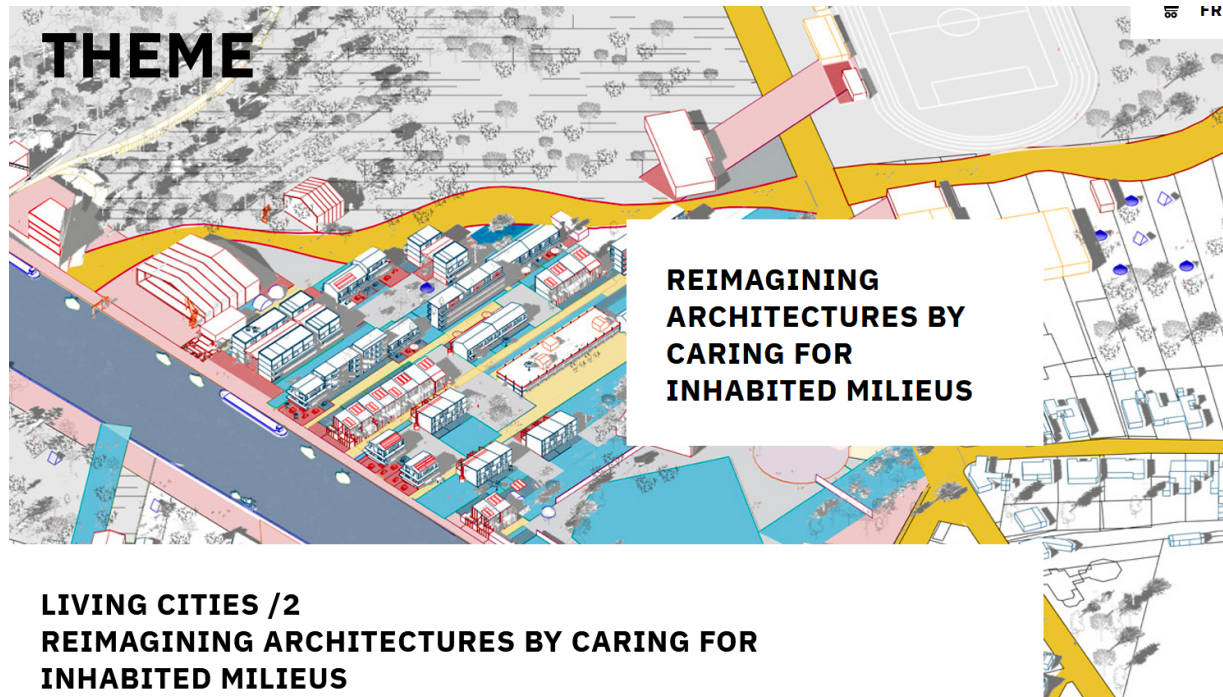 FR
THEME
REIMAGINING
ARCHITECTURES BY
CARING FOR
INHABITED MILIEUS
LIVING CITIES /2
REIMAGINING ARCHITECTURES BY CARING FOR
INHABITED MILIEUS